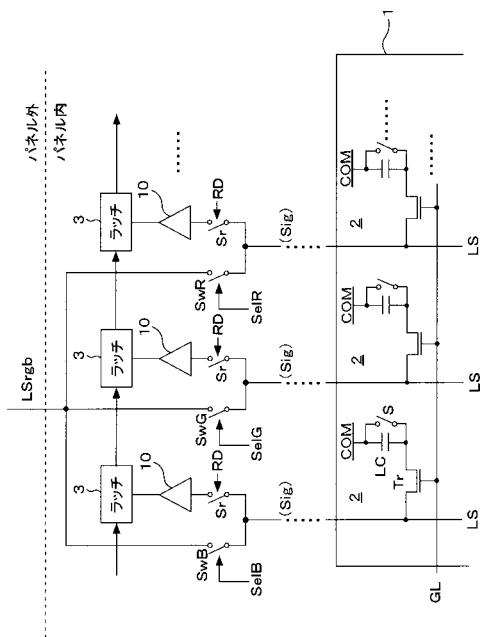 パネル外
パネル内
LSrgb
3
ラッチ
10
3
ラッチ
10
3
ラッチ
10
SwB
SelB
Sr
RD
SwG
SelG
Sr
RD
SwR
SelR
Sr
RD
(Sig)
(Sig)
(Sig)
1
COM
LC
S
Tr
2
COM
2
COM
2
GL
LS
LS
LS